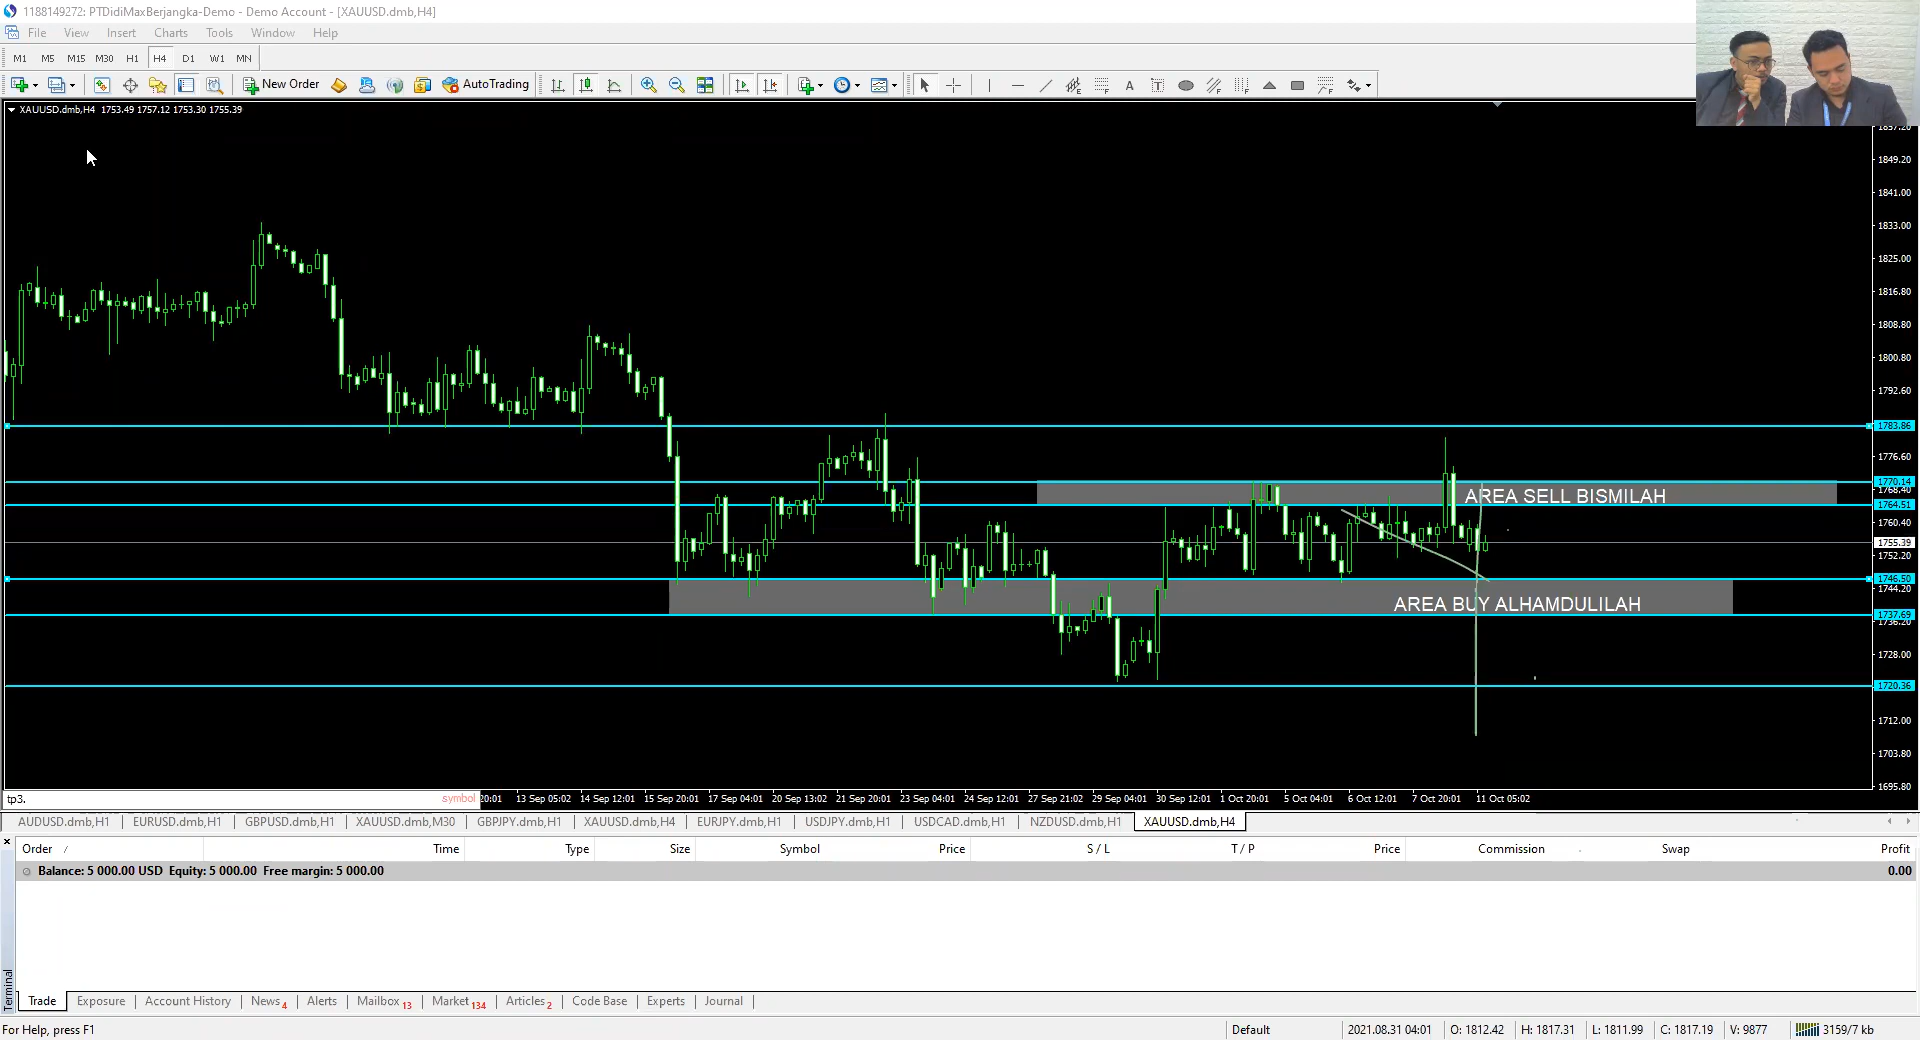 1188149272: PTDidiMaxBerjangka-Demo - Demo Account - [XAUUSD.dmb,H4]
File View Insert Charts Tools Window Help
M1 M5 M15 M30 H1 H4 D1 W1 MN
New Order AutoTrading A T
XAUUSD.dmb,H4 1753.49 1757.12 1753.30 1755.39
1857.20
1849.20
1841.00
1833.00
1825.00
1816.80
1808.80
1800.80
1792.60
1783.86
1776.60
1770.14
1768.40
AREA SELL BISMILAH
1764.51
1760.40
1755.39
1752.20
1746.50
1744.20
AREA BUY ALHAMDULILAH
1737.69
1736.20
1728.00
1720.36
1712.00
1703.80
1695.80
tp3. symbol 20:01 13 Sep 05:02 14 Sep 12:01 15 Sep 20:01 17 Sep 04:01 20 Sep 13:02 21 Sep 20:01 23 Sep 04:01 24 Sep 12:01 27 Sep 21:02 29 Sep 04:01 30 Sep 12:01 1 Oct 20:01 5 Oct 04:01 6 Oct 12:01 7 Oct 20:01 11 Oct 05:02
AUDUSD.dmb,H1 EURUSD.dmb,H1 GBPUSD.dmb,H1 XAUUSD.dmb,M30 GBPJPY.dmb,H1 XAUUSD.dmb,H4 EURJPY.dmb,H1 USDJPY.dmb,H1 USDCAD.dmb,H1 NZDUSD.dmb,H1 XAUUSD.dmb,H4
Order / Time Type Size Symbol Price S / L T / P Price Commission Swap Profit
Balance: 5 000.00 USD Equity: 5 000.00 Free margin: 5 000.00 0.00
Terminal
Trade Exposure Account History News 4 Alerts Mailbox 13 Market 134 Articles 2 Code Base Experts Journal
For Help, press F1 Default 2021.08.31 04:01 O: 1812.42 H: 1817.31 L: 1811.99 C: 1817.19 V: 9877 3159/7 kb